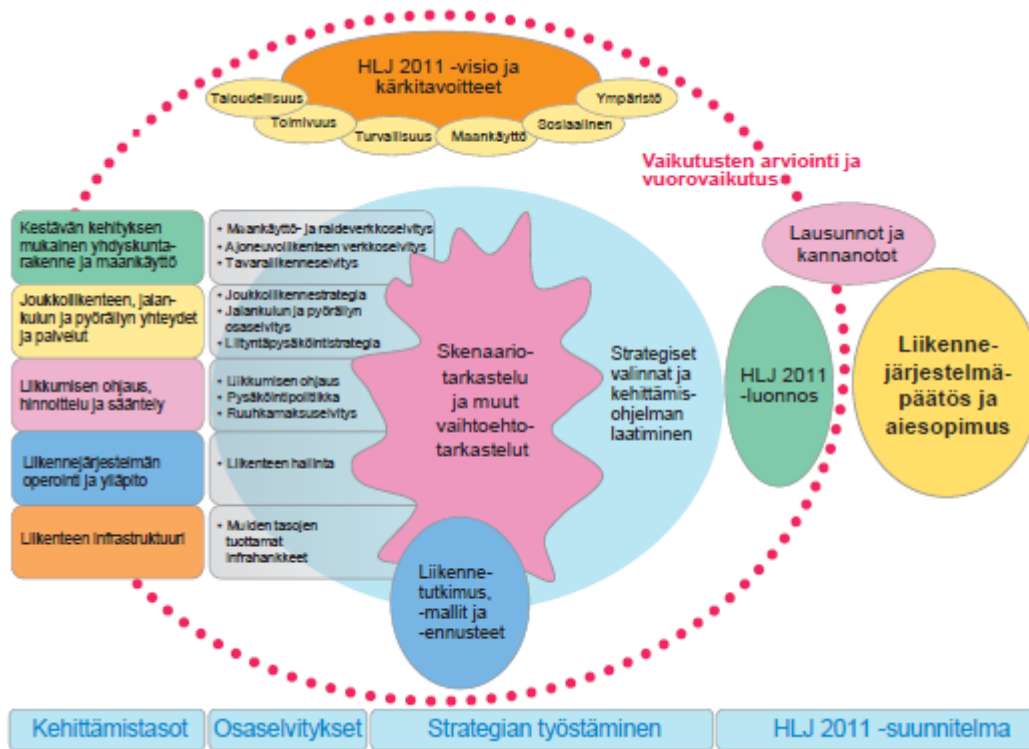 HLJ 2011 -visio ja
kärkitavoitteet
Taloudellisuus
Toimivuus
Turvallisuus
Maankäyttö
Sosiaalinen
Ympäristö
Vaikutusten arviointi ja
vuorovaikutus
Kestävän kehityksen
mukainen yhdyskunta-
rakenne ja maankäyttö
• Maankäyttö- ja raideverkkoselvitys
• Ajoneuvoliikenteen verkkoselvitys
• Tavaraliikenneselvitys
Joukkoliikenteen, jalan-
kulun ja pyöräilyn yhteydet
ja palvelut
• Joukkoliikennestrategia
• Jalankulun ja pyöräilyn
osaselvitys
• Liityntäpysäköintistrategia
Liikkumisen ohjaus,
hinnoittelu ja sääntely
• Liikkumisen ohjaus
• Pysäköintipolitiikka
• Ruuhkamaksuselvitys
Liikennejärjestelmän
operointi ja ylläpito
• Liikenteen hallinta
Liikenteen infrastruktuuri
• Muiden tasojen
tuottamat
infrahankkeet
Skenaario-
tarkastelu
ja muut
vaihtoehto-
tarkastelut
Liikenne-
tutkimus,
-mallit ja
-ennusteet
Strategiset
valinnat ja
kehittämis-
ohjelman
laatiminen
HLJ 2011
-luonnos
Lausunnot ja
kannanotot
Liikenne-
järjestelmä-
päätös ja
aiesopimus
Kehittämistasot
Osaselvitykset
Strategian työstäminen
HLJ 2011 -suunnitelma